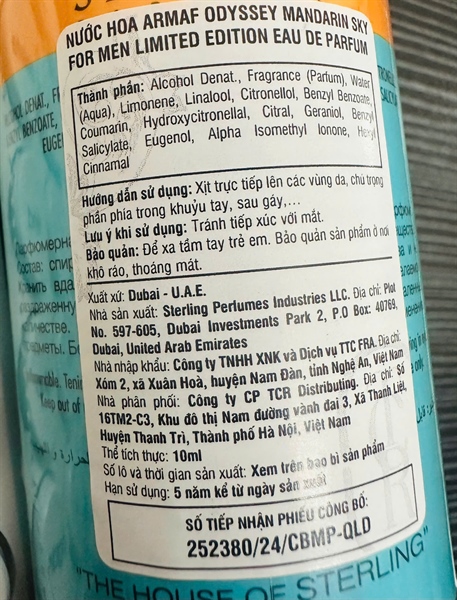 NƯỚC HOA ARMAF ODYSSEY MANDARIN SKY
FOR MEN LIMITED EDITION EAU DE PARFUM
Thành phần: Alcohol Denat., Fragrance (Parfum), Water
(Aqua), Limonene, Linalool, Citronellol, Benzyl Benzoate,
Coumarin, Hydroxycitronellal, Citral, Geraniol, Benzyl
Salicylate, Eugenol, Alpha Isomethyl Ionone, Hexyl
Cinnamal
Hướng dẫn sử dụng: Xịt trực tiếp lên các vùng da, chú trọng
phần phía trong khuỷu tay, sau gáy,...
Lưu ý khi sử dụng: Tránh tiếp xúc với mắt.
Bảo quản: Để xa tầm tay trẻ em. Bảo quản sản phẩm ở nơi
khô ráo, thoáng mát.
Xuất xứ: Dubai - U.A.E.
Nhà sản xuất: Sterling Perfumes Industries LLC. Địa chỉ: Plot
No. 597-605, Dubai Investments Park 2, P.O Box: 40769,
Dubai, United Arab Emirates
Nhà nhập khẩu: Công ty TNHH XNK và Dịch vụ TTC FRA. Địa chỉ:
Xóm 2, xã Xuân Hoà, huyện Nam Đàn, tỉnh Nghệ An, Việt Nam
Nhà phân phối: Công ty CP TCR Distributing. Địa chỉ: Số
16TM2-C3, Khu đô thị Nam đường vành đai 3, Xã Thanh Liệt,
Huyện Thanh Trì, Thành phố Hà Nội, Việt Nam
Thể tích thực: 10ml
Số lô và thời gian sản xuất: Xem trên bao bì sản phẩm
Hạn sử dụng: 5 năm kể từ ngày sản xuất
SỐ TIẾP NHẬN PHIẾU CÔNG BỐ:
252380/24/CBMP-QLD
"THE HOUSE OF STERLING"
Keep out of